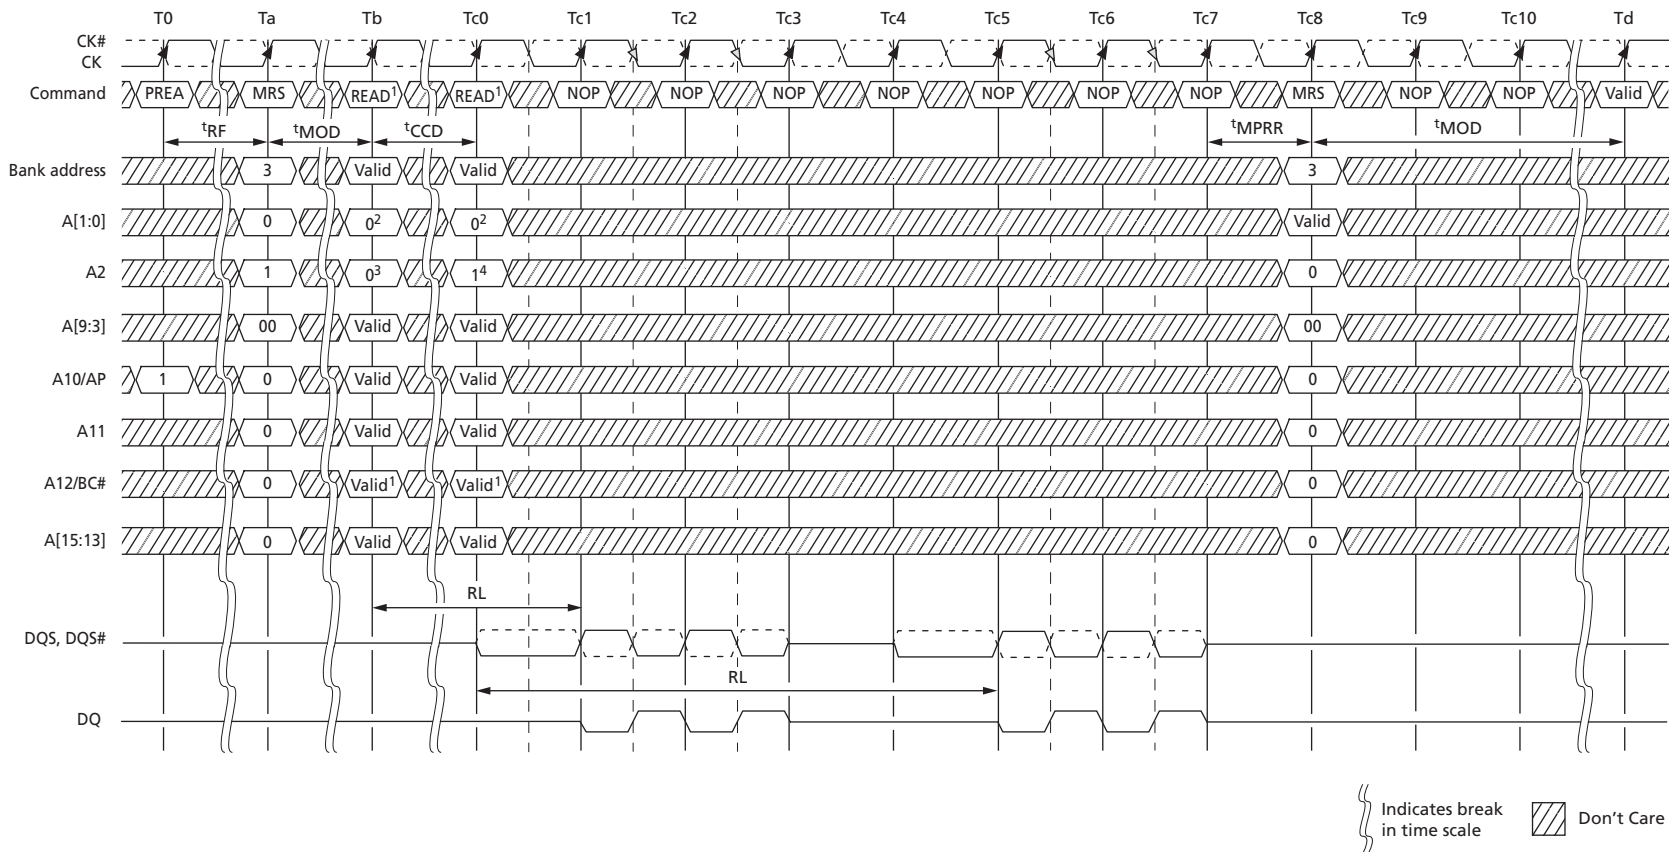 T0 Ta Tb Tc0 Tc1 Tc2 Tc3 Tc4 Tc5 Tc6 Tc7 Tc8 Tc9 Tc10 Td
CK#
CK
Command PREA MRS READ¹ READ¹ NOP NOP NOP NOP NOP NOP NOP MRS NOP NOP Valid
tRF tMOD tCCD tMPRR tMOD
Bank address 3 Valid Valid 3
A[1:0] 0 0² 0² Valid
A2 1 0³ 1⁴ 0
A[9:3] 00 Valid Valid 00
A10/AP 1 0 Valid Valid 0
A11 0 Valid Valid 0
A12/BC# 0 Valid¹ Valid¹ 0
A[15:13] 0 Valid Valid 0
RL
DQS, DQS#
RL
DQ
Indicates break
in time scale
Don't Care